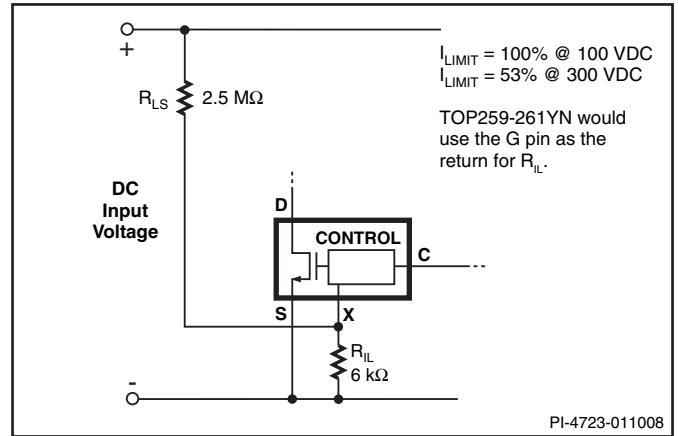 +
I_LIMIT = 100% @ 100 VDC
I_LIMIT = 53% @ 300 VDC
R_LS 2.5 MΩ
TOP259-261YN would
use the G pin as the
return for R_IL.
DC
Input
Voltage
D
CONTROL
C
S
X
R_IL
6 kΩ
-
PI-4723-011008